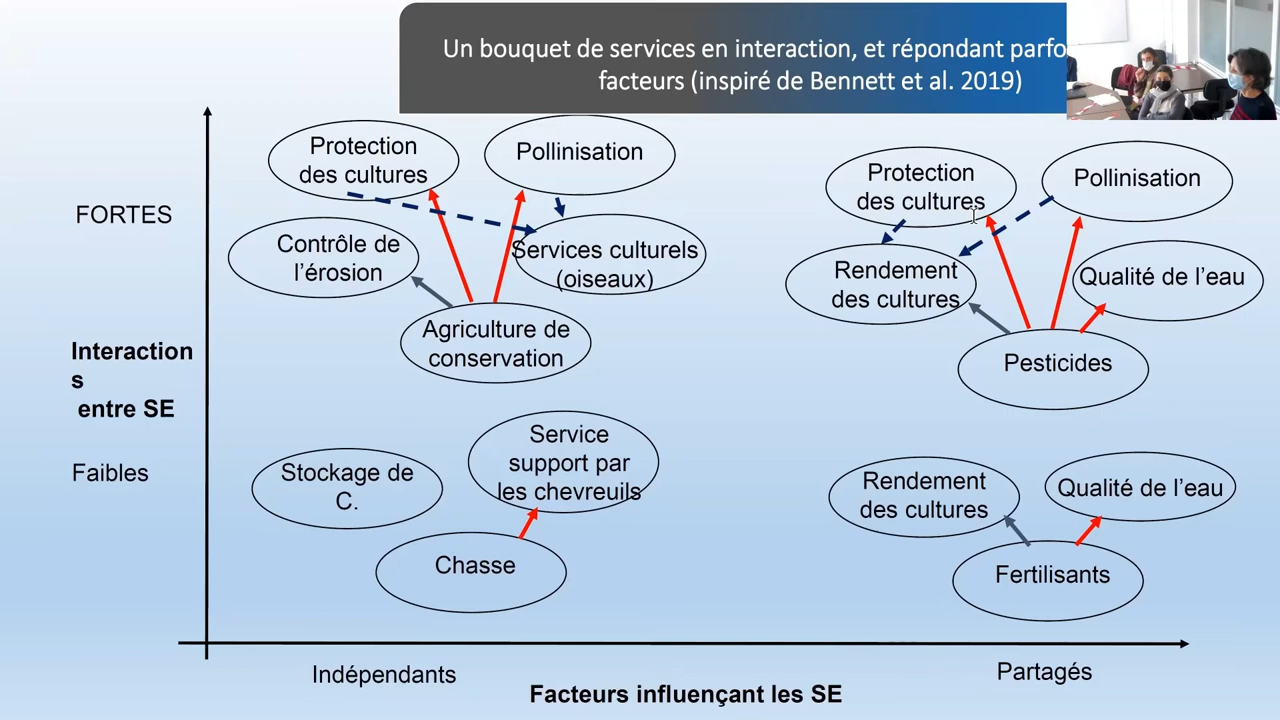 Un bouquet de services en interaction, et répondant
facteurs (inspiré de Bennett et al. 2019)
Protection
des cultures
Pollinisation
FORTES
Contrôle de
l’érosion
Services culturels
(oiseaux)
Agriculture de
conservation
Protection
des cultures
Pollinisation
Rendement
des cultures
Qualité de l’eau
Pesticides
Interaction
s
entre SE
Faibles
Stockage de
C.
Service
support par
les chevreuils
Chasse
Rendement
des cultures
Qualité de l’eau
Fertilisants
Indépendants
Partagés
Facteurs influençant les SE